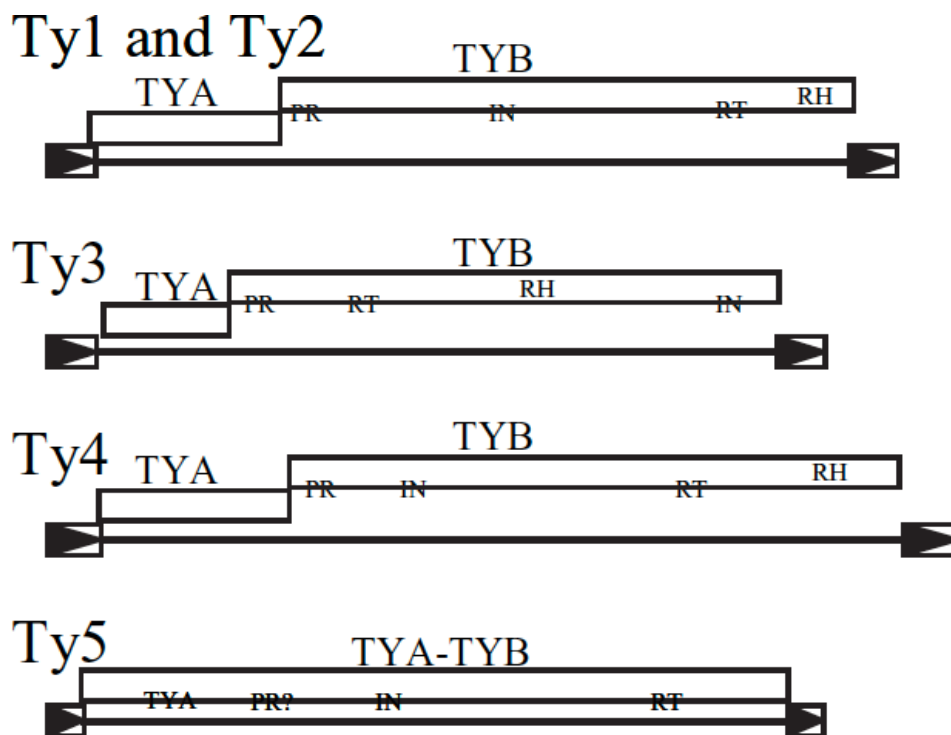 Ty1 and Ty2
TYB
TYA
PR IN RT RH
Ty3
TYB
TYA
PR RT RH IN
Ty4
TYB
TYA
PR IN RT RH
Ty5
TYA-TYB
TYA PR? IN RT